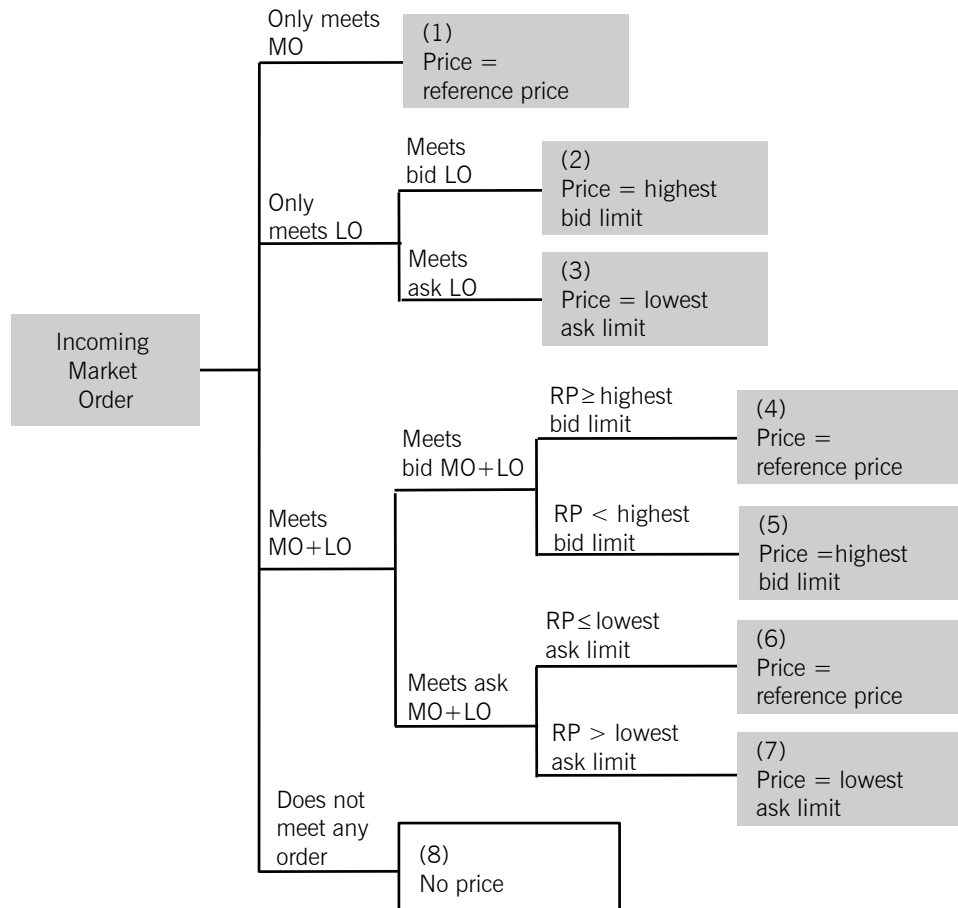 Only meets
MO
(1)
Price =
reference price
Meets
bid LO
(2)
Price = highest
bid limit
Only
meets LO
Meets
ask LO
(3)
Price = lowest
ask limit
Incoming
Market
Order
RP≥highest
bid limit
(4)
Price =
reference price
Meets
bid MO+LO
RP < highest
bid limit
(5)
Price =highest
bid limit
Meets
MO+LO
RP≤lowest
ask limit
(6)
Price =
reference price
Meets ask
MO+LO
RP > lowest
ask limit
(7)
Price = lowest
ask limit
Does not
meet any
order
(8)
No price